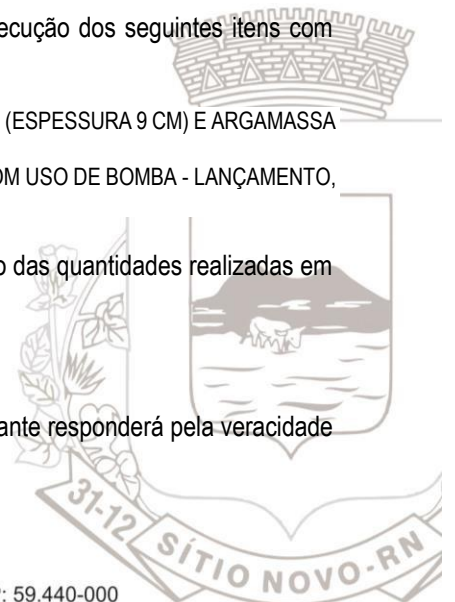 ecução dos seguintes itens com
(ESPESSURA 9 CM) E ARGAMASSA
OM USO DE BOMBA - LANÇAMENTO,
o das quantidades realizadas em
ante responderá pela veracidade
31-12 SÍTIO NOVO-RN
: 59.440-000